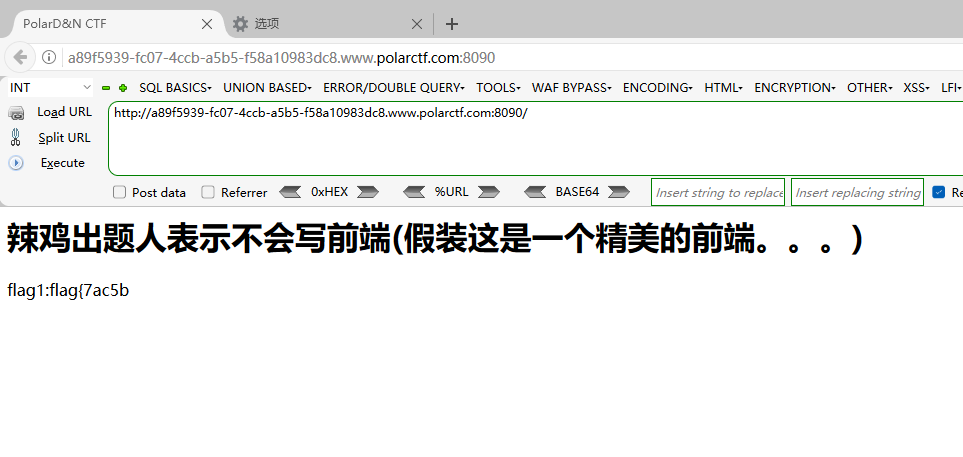 PolarD&N CTF
选项
a89f5939-fc07-4ccb-a5b5-f58a10983dc8.www.polarctf.com:8090
INT SQL BASICS UNION BASED ERROR/DOUBLE QUERY TOOLS WAF BYPASS ENCODING HTML ENCRYPTION OTHER XSS LFI
Load URL
http://a89f5939-fc07-4ccb-a5b5-f58a10983dc8.www.polarctf.com:8090/
Split URL
Execute
Post data Referrer 0xHEX %URL BASE64 Insert string to replace Insert replacing string Re
辣鸡出题人表示不会写前端(假装这是一个精美的前端。。。)
flag1:flag{7ac5b